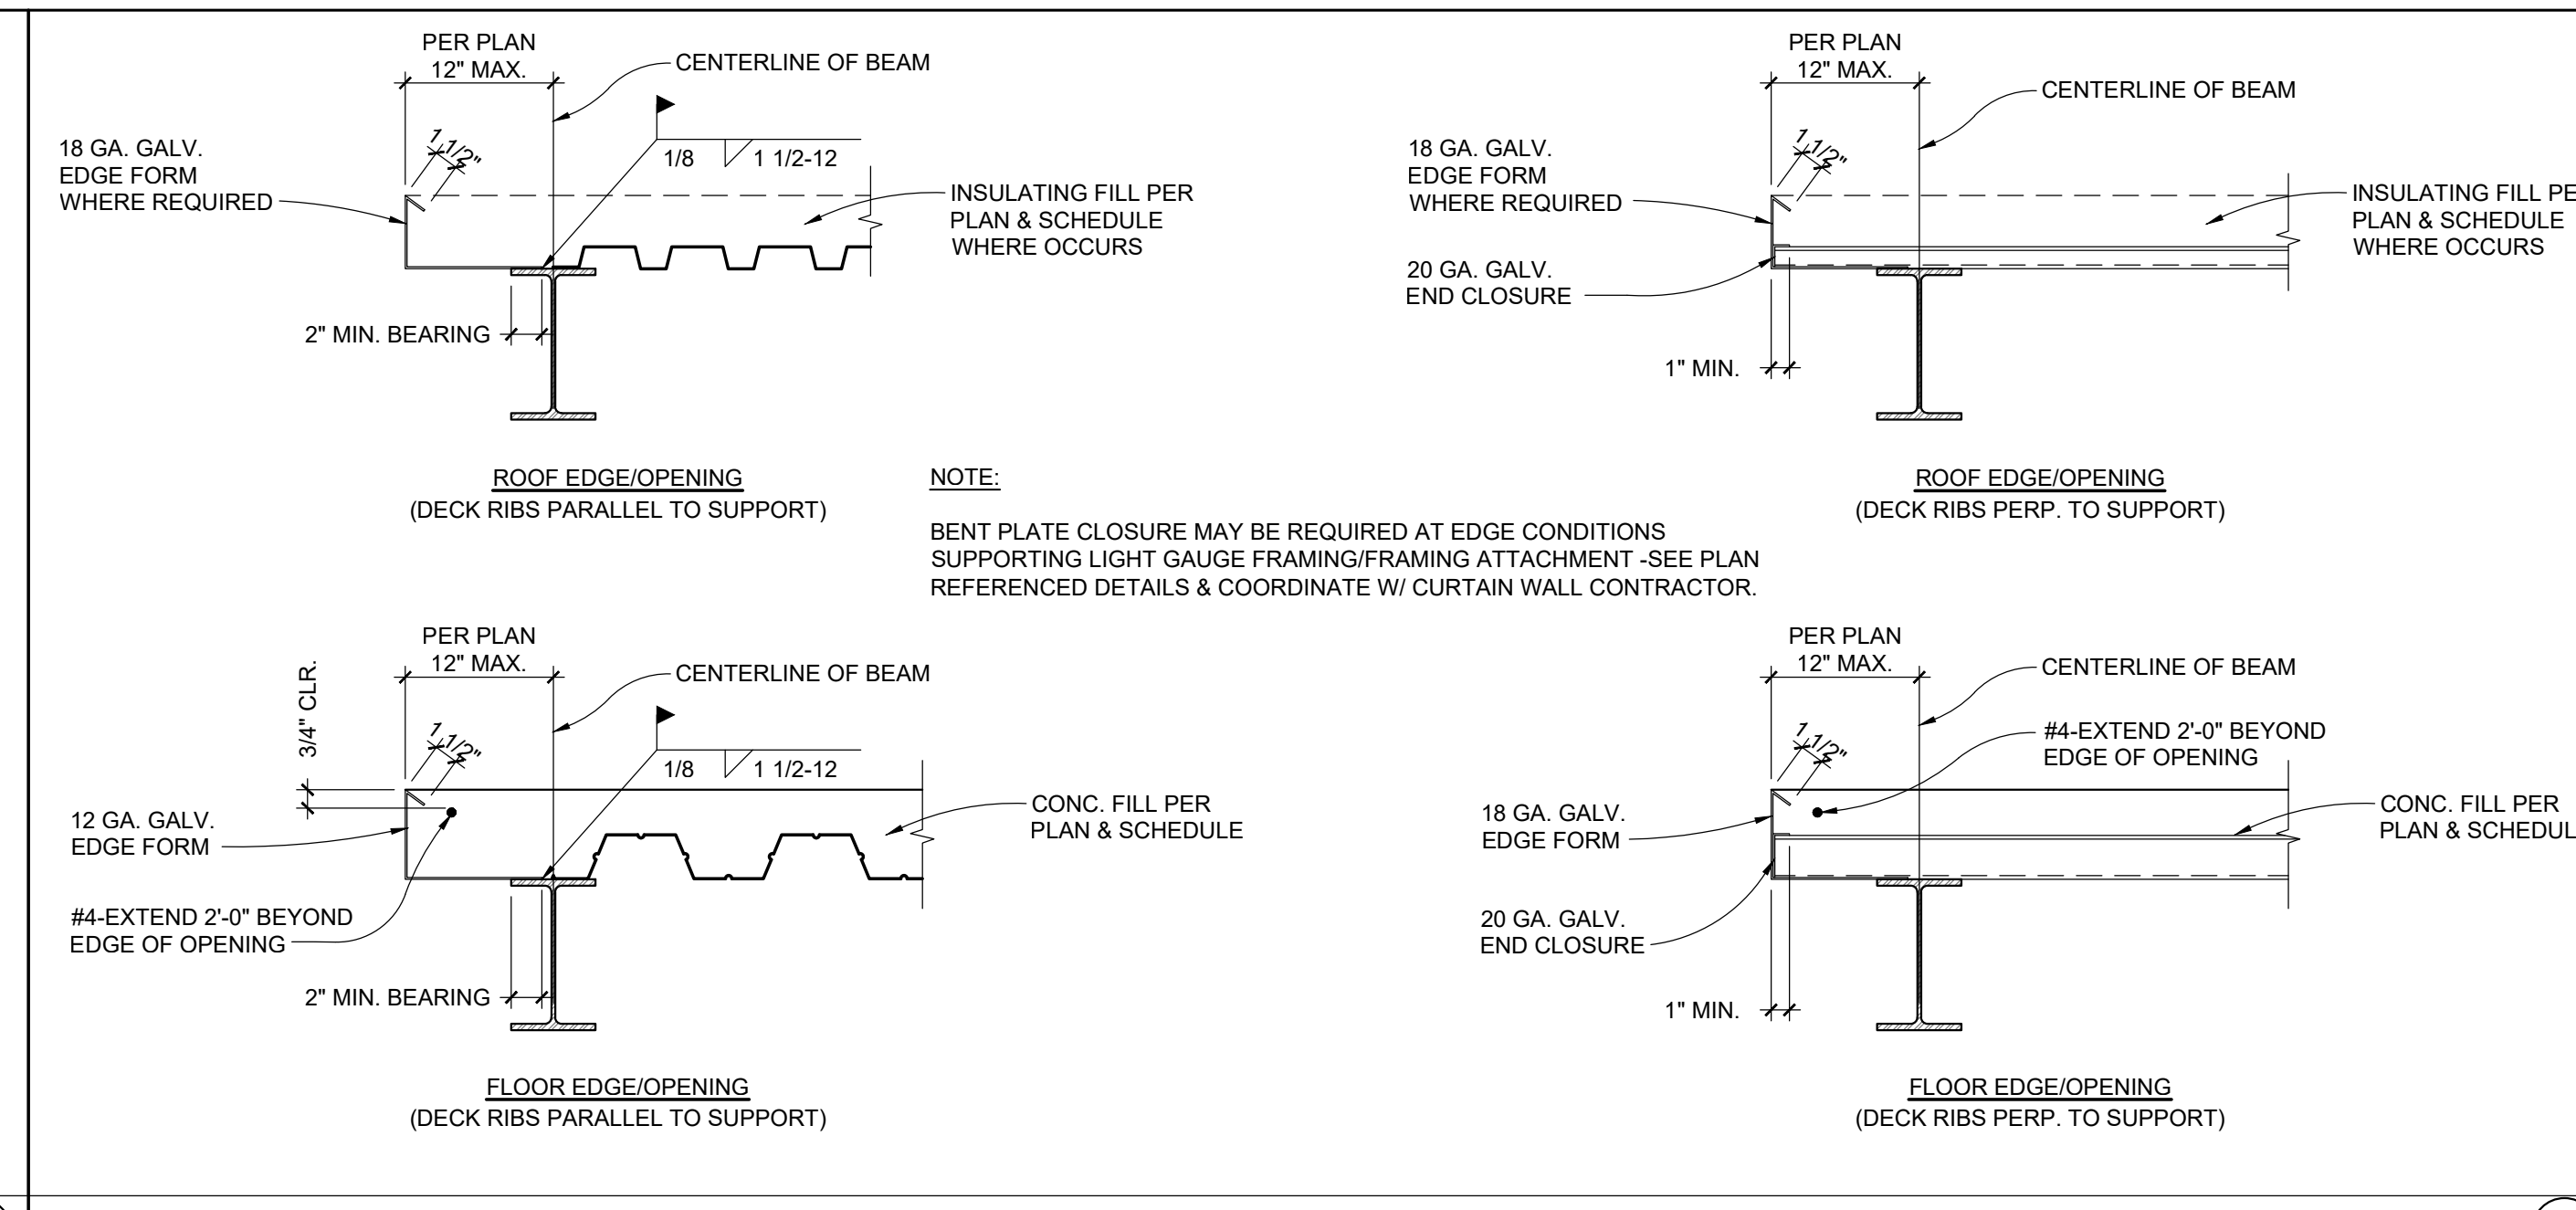 PER PLAN
12" MAX.
CENTERLINE OF BEAM
18 GA. GALV.
EDGE FORM
WHERE REQUIRED
1 1/2"
1/8 1 1/2-12
INSULATING FILL PER
PLAN & SCHEDULE
WHERE OCCURS
2" MIN. BEARING
ROOF EDGE/OPENING
(DECK RIBS PARALLEL TO SUPPORT)
PER PLAN
12" MAX.
CENTERLINE OF BEAM
18 GA. GALV.
EDGE FORM
WHERE REQUIRED
1 1/2"
INSULATING FILL PE
PLAN & SCHEDULE
WHERE OCCURS
20 GA. GALV.
END CLOSURE
1" MIN.
ROOF EDGE/OPENING
(DECK RIBS PERP. TO SUPPORT)
NOTE:
BENT PLATE CLOSURE MAY BE REQUIRED AT EDGE CONDITIONS
SUPPORTING LIGHT GAUGE FRAMING/FRAMING ATTACHMENT -SEE PLAN
REFERENCED DETAILS & COORDINATE W/ CURTAIN WALL CONTRACTOR.
PER PLAN
12" MAX.
CENTERLINE OF BEAM
3/4" CLR.
1 1/2"
1/8 1 1/2-12
12 GA. GALV.
EDGE FORM
CONC. FILL PER
PLAN & SCHEDULE
#4-EXTEND 2'-0" BEYOND
EDGE OF OPENING
2" MIN. BEARING
FLOOR EDGE/OPENING
(DECK RIBS PARALLEL TO SUPPORT)
PER PLAN
12" MAX.
CENTERLINE OF BEAM
#4-EXTEND 2'-0" BEYOND
EDGE OF OPENING
1 1/2"
18 GA. GALV.
EDGE FORM
CONC. FILL PER
PLAN & SCHEDUL
20 GA. GALV.
END CLOSURE
1" MIN.
FLOOR EDGE/OPENING
(DECK RIBS PERP. TO SUPPORT)